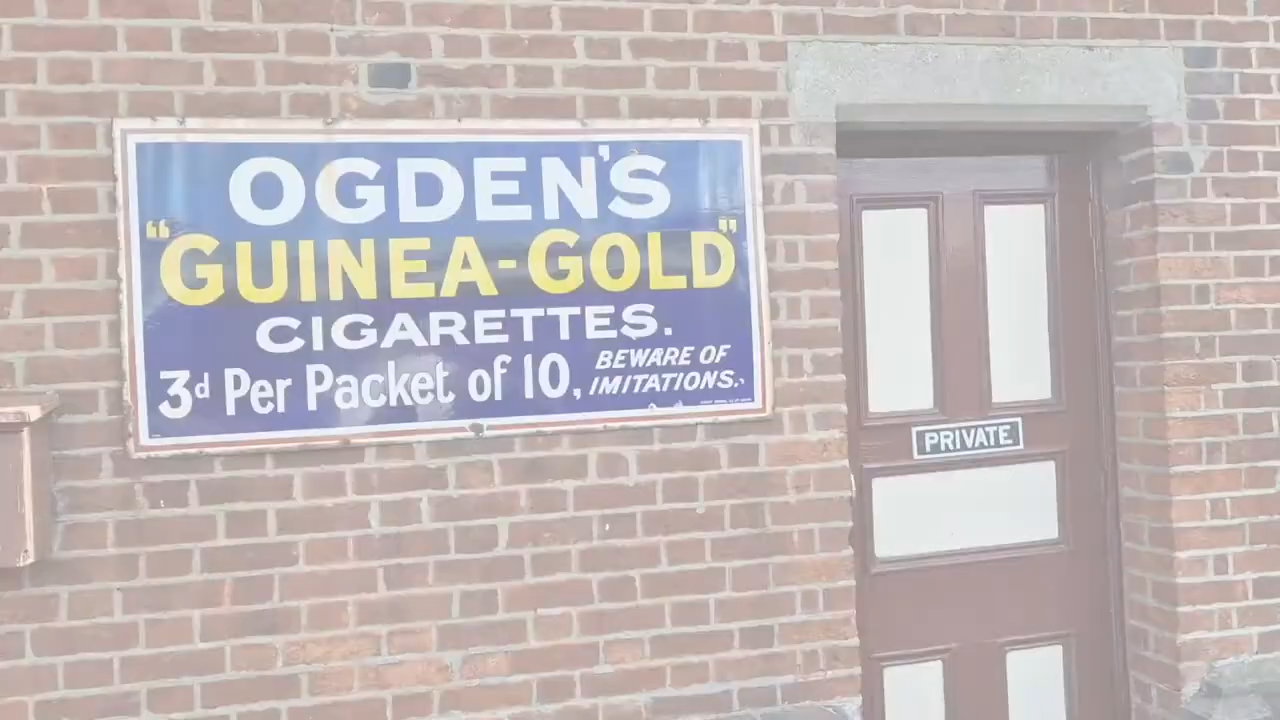 OGDEN'S
"GUINEA-GOLD"
CIGARETTES.
3d Per Packet of 10, BEWARE OF IMITATIONS.
PRIVATE